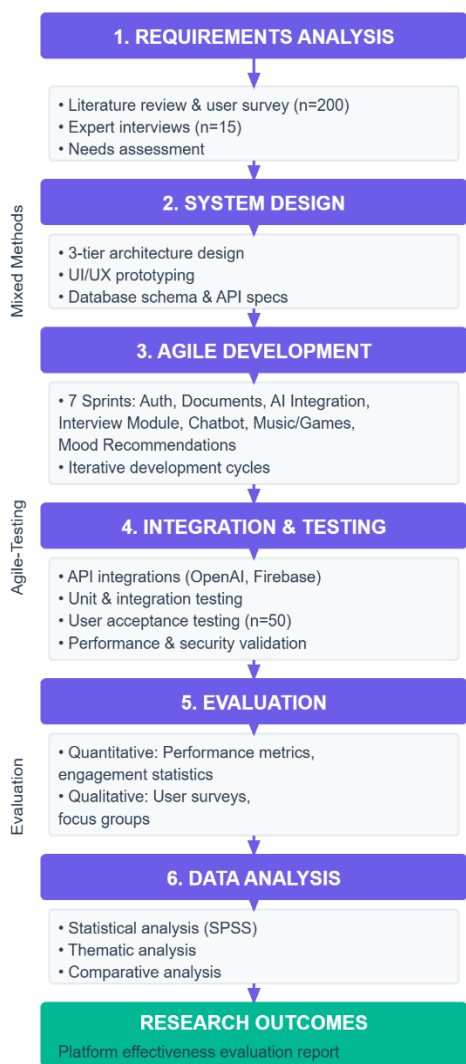 1. REQUIREMENTS ANALYSIS
• Literature review & user survey (n=200)
• Expert interviews (n=15)
• Needs assessment
Mixed Methods
2. SYSTEM DESIGN
• 3-tier architecture design
• UI/UX prototyping
• Database schema & API specs
3. AGILE DEVELOPMENT
• 7 Sprints: Auth, Documents, AI Integration,
Interview Module, Chatbot, Music/Games,
Mood Recommendations
• Iterative development cycles
Agile-Testing
4. INTEGRATION & TESTING
• API integrations (OpenAI, Firebase)
• Unit & integration testing
• User acceptance testing (n=50)
• Performance & security validation
5. EVALUATION
Evaluation
• Quantitative: Performance metrics,
engagement statistics
• Qualitative: User surveys,
focus groups
6. DATA ANALYSIS
• Statistical analysis (SPSS)
• Thematic analysis
• Comparative analysis
RESEARCH OUTCOMES
Platform effectiveness evaluation report